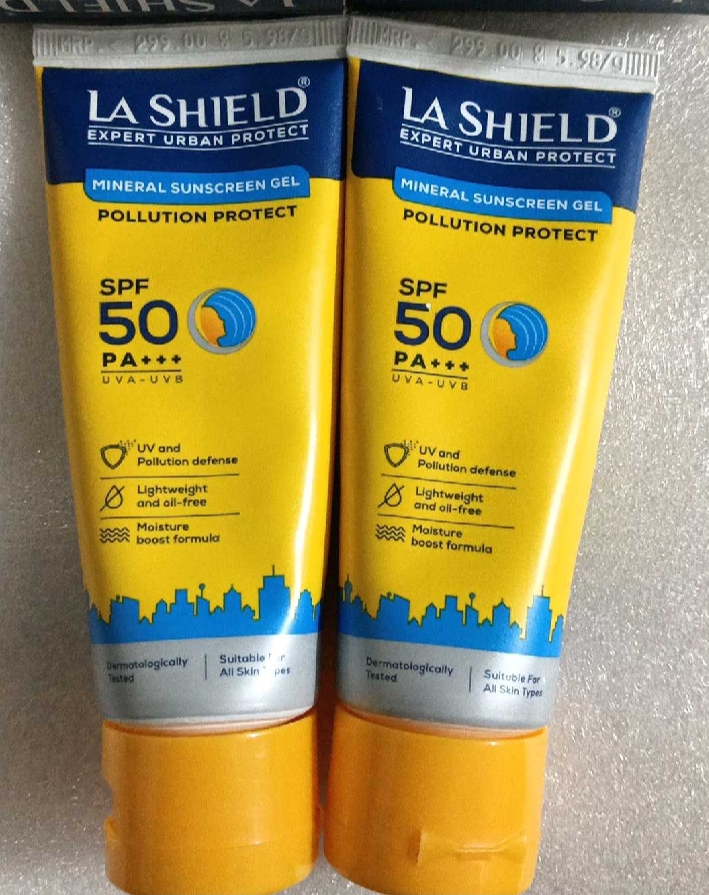 LA SHIELD
MRP. < 299.00 & 5.98/g
LA SHIELD®
EXPERT URBAN PROTECT
MINERAL SUNSCREEN GEL
POLLUTION PROTECT
SPF
50
PA+++
UVA-UVB
UV and
Pollution defense
Lightweight
and oil-free
Moisture
boost formula
Dermatologically
Tested
Suitable For
All Skin Types
MRP. < 299.00 & 5.98/g
LA SHIELD®
EXPERT URBAN PROTECT
MINERAL SUNSCREEN GEL
POLLUTION PROTECT
SPF
50
PA+++
UVA-UVB
UV and
Pollution defense
Lightweight
and oil-free
Moisture
boost formula
Dermatologically
Tested
Suitable For
All Skin Types